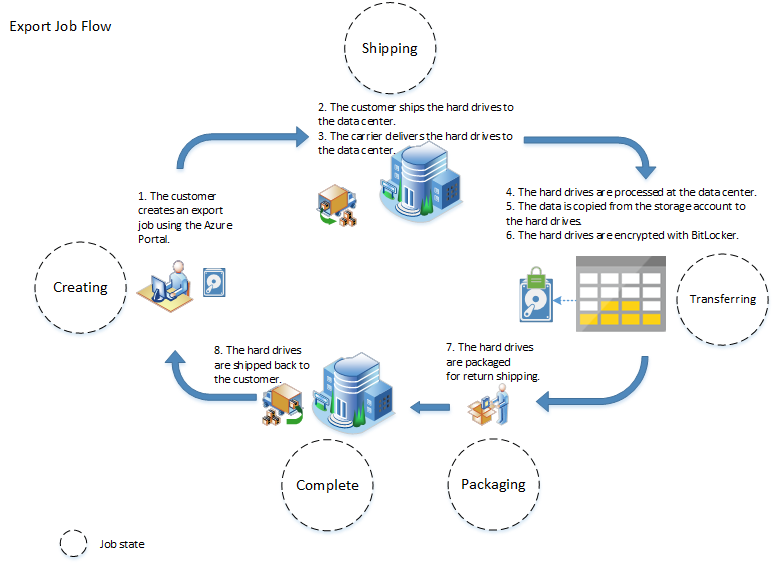 Export Job Flow
Shipping
2. The customer ships the hard drives to
the data center.
3. The carrier delivers the hard drives to
the data center.
1. The customer
creates an export
job using the Azure
Portal.
4. The hard drives are processed at the data center.
5. The data is copied from the storage account to
the hard drives.
6. The hard drives are encrypted with BitLocker.
Creating
Transferring
8. The hard drives
are shipped back to
the customer.
7. The hard drives
are packaged
for return shipping.
Complete
Packaging
Job state